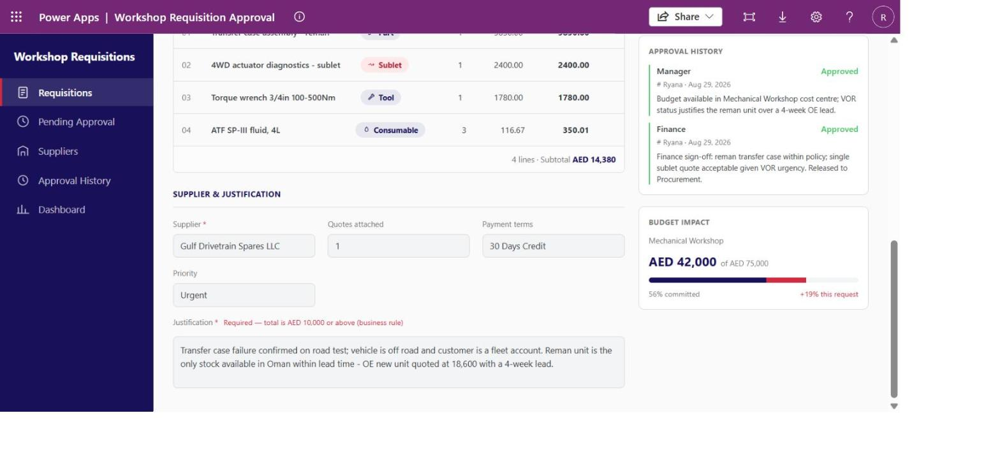 Power Apps | Workshop Requisition Approval
Share
?
R
Workshop Requisitions
Requisitions
Pending Approval
Suppliers
Approval History
Dashboard
02 4WD actuator diagnostics - sublet Sublet 1 2400.00 2400.00
03 Torque wrench 3/4in 100-500Nm Tool 1 1780.00 1780.00
04 ATF SP-III fluid, 4L Consumable 3 116.67 350.01
4 lines · Subtotal AED 14,380
SUPPLIER & JUSTIFICATION
Supplier * Quotes attached Payment terms
Gulf Drivetrain Spares LLC 1 30 Days Credit
Priority
Urgent
Justification * Required — total is AED 10,000 or above (business rule)
Transfer case failure confirmed on road test; vehicle is off road and customer is a fleet account. Reman unit is the
only stock available in Oman within lead time - OE new unit quoted at 18,600 with a 4-week lead.
APPROVAL HISTORY
Manager Approved
# Ryana · Aug 29, 2026
Budget available in Mechanical Workshop cost centre; VOR
status justifies the reman unit over a 4-week OE lead.
Finance Approved
# Ryana · Aug 29, 2026
Finance sign-off: reman transfer case within policy; single
sublet quote acceptable given VOR urgency. Released to
Procurement.
BUDGET IMPACT
Mechanical Workshop
AED 42,000 of AED 75,000
56% committed +19% this request